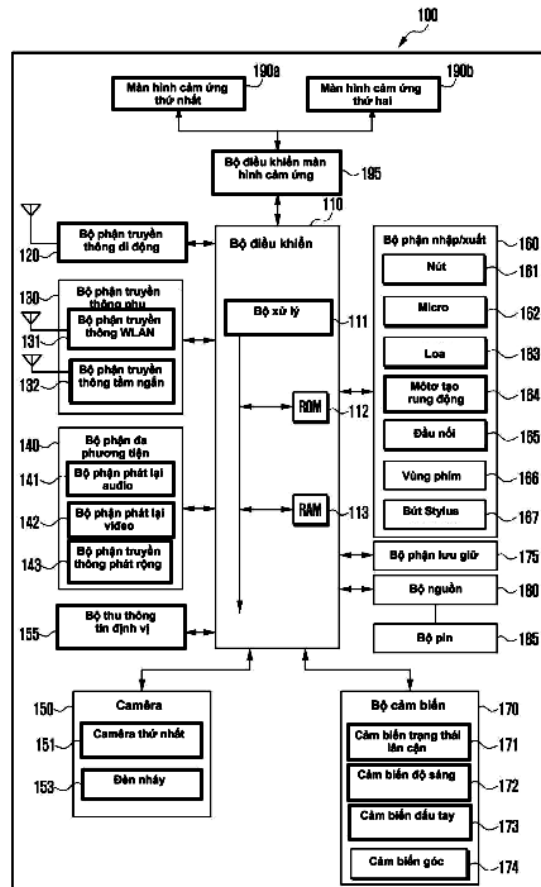 100
190a
190b
Màn hình cảm ứng
thứ nhất
Màn hình cảm ứng
thứ hai
Bộ điều khiển màn
hình cảm ứng
195
110
Bộ phận truyền
thông di động
120
Bộ điều khiển
130
Bộ phận truyền
thông phụ
Bộ phận truyền
thông WLAN
131
Bộ phận truyền
thông tầm ngắn
132
Bộ xử lý
111
ROM
112
RAM
113
140
Bộ phận đa
phương tiện
141
Bộ phận phát lại
audio
142
Bộ phận phát lại
video
143
Bộ phận truyền
thông phát rộng
155
Bộ thu thông
tin định vị
Bộ phận nhập/xuất
160
Nút
161
Micro
162
Loa
163
Môtơ tạo
rung động
164
Đầu nối
165
Vùng phím
166
Bút Stylus
167
Bộ phận lưu giữ
175
Bộ nguồn
180
Bộ pin
185
150
Camêra
151
Camêra thứ nhất
153
Đèn nháy
Bộ cảm biến
170
Cảm biến trạng thái
lân cận
171
Cảm biến độ sáng
172
Cảm biến dấu tay
173
Cảm biến góc
174